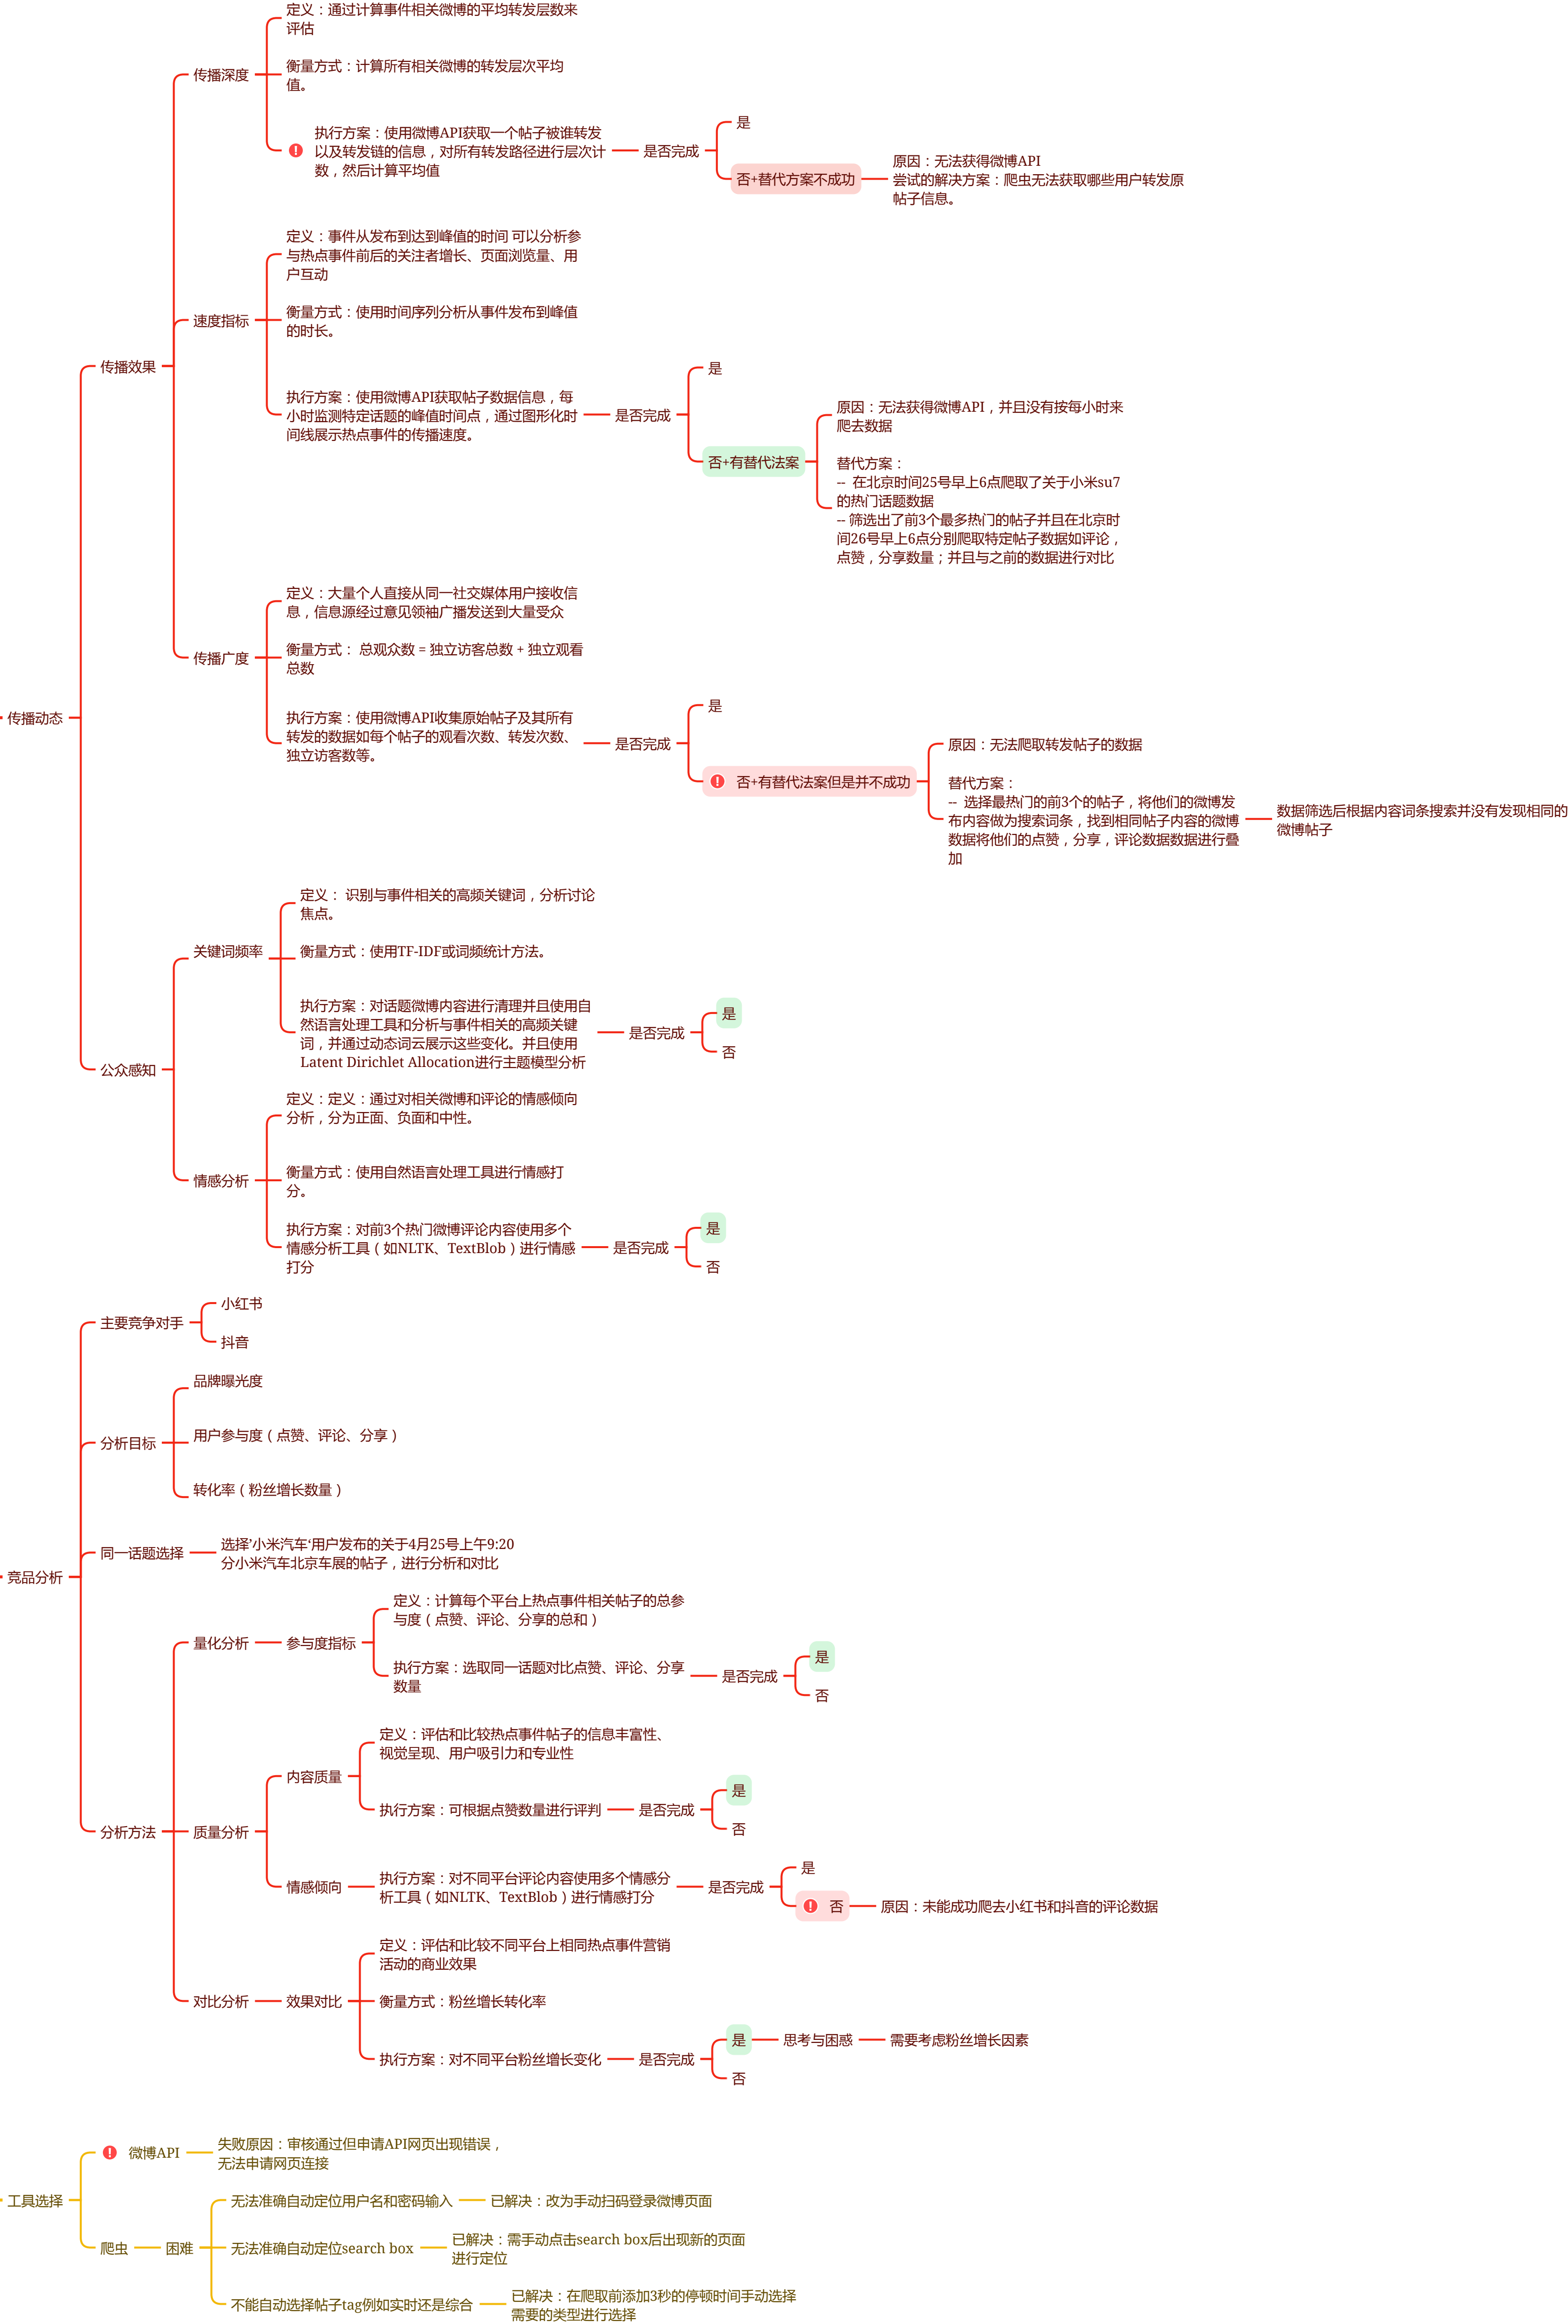 传播动态
传播效果
传播深度
定义：通过计算事件相关微博的平均转发层数来
评估
衡量方式：计算所有相关微博的转发层次平均
值。
执行方案：使用微博API获取一个帖子被谁转发
以及转发链的信息，对所有转发路径进行层次计
数，然后计算平均值
是否完成
是
否+替代方案不成功
原因：无法获得微博API
尝试的解决方案：爬虫无法获取哪些用户转发原
帖子信息。
速度指标
定义：事件从发布到达到峰值的时间 可以分析参
与热点事件前后的关注者增长、页面浏览量、用
户互动
衡量方式：使用时间序列分析从事件发布到峰值
的时长。
执行方案：使用微博API获取帖子数据信息，每
小时监测特定话题的峰值时间点，通过图形化时
间线展示热点事件的传播速度。
是否完成
是
否+有替代法案
原因：无法获得微博API，并且没有按每小时来
爬去数据
替代方案：
-- 在北京时间25号早上6点爬取了关于小米su7
的热门话题数据
-- 筛选出了前3个最多热门的帖子并且在北京时
间26号早上6点分别爬取特定帖子数据如评论，
点赞，分享数量；并且与之前的数据进行对比
传播广度
定义：大量个人直接从同一社交媒体用户接收信
息，信息源经过意见领袖广播发送到大量受众
衡量方式： 总观众数 = 独立访客总数 + 独立观看
总数
执行方案：使用微博API收集原始帖子及其所有
转发的数据如每个帖子的观看次数、转发次数、
独立访客数等。
是否完成
是
否+有替代法案但是并不成功
原因：无法爬取转发帖子的数据
替代方案：
-- 选择最热门的前3个的帖子，将他们的微博发
布内容做为搜索词条，找到相同帖子内容的微博
数据将他们的点赞，分享，评论数据数据进行叠
加
数据筛选后根据内容词条搜索并没有发现相同的
微博帖子
公众感知
关键词频率
定义： 识别与事件相关的高频关键词，分析讨论
焦点。
衡量方式：使用TF-IDF或词频统计方法。
执行方案：对话题微博内容进行清理并且使用自
然语言处理工具和分析与事件相关的高频关键
词，并通过动态词云展示这些变化。并且使用
Latent Dirichlet Allocation进行主题模型分析
是否完成
是
否
情感分析
定义：定义：通过对相关微博和评论的情感倾向
分析，分为正面、负面和中性。
衡量方式：使用自然语言处理工具进行情感打
分。
执行方案：对前3个热门微博评论内容使用多个
情感分析工具（如NLTK、TextBlob）进行情感
打分
是否完成
是
否
竞品分析
主要竞争对手
小红书
抖音
分析目标
品牌曝光度
用户参与度（点赞、评论、分享）
转化率（粉丝增长数量）
同一话题选择
选择’小米汽车‘用户发布的关于4月25号上午9:20
分小米汽车北京车展的帖子，进行分析和对比
分析方法
量化分析
参与度指标
定义：计算每个平台上热点事件相关帖子的总参
与度（点赞、评论、分享的总和）
执行方案：选取同一话题对比点赞、评论、分享
数量
是否完成
是
否
质量分析
内容质量
定义：评估和比较热点事件帖子的信息丰富性、
视觉呈现、用户吸引力和专业性
执行方案：可根据点赞数量进行评判
是否完成
是
否
情感倾向
执行方案：对不同平台评论内容使用多个情感分
析工具（如NLTK、TextBlob）进行情感打分
是否完成
是
否
原因：未能成功爬去小红书和抖音的评论数据
对比分析
效果对比
定义：评估和比较不同平台上相同热点事件营销
活动的商业效果
衡量方式：粉丝增长转化率
执行方案：对不同平台粉丝增长变化
是否完成
是
思考与困惑
需要考虑粉丝增长因素
否
工具选择
微博API
失败原因：审核通过但申请API网页出现错误，
无法申请网页连接
爬虫
困难
无法准确自动定位用户名和密码输入
已解决：改为手动扫码登录微博页面
无法准确自动定位search box
已解决：需手动点击search box后出现新的页面
进行定位
不能自动选择帖子tag例如实时还是综合
已解决：在爬取前添加3秒的停顿时间手动选择
需要的类型进行选择